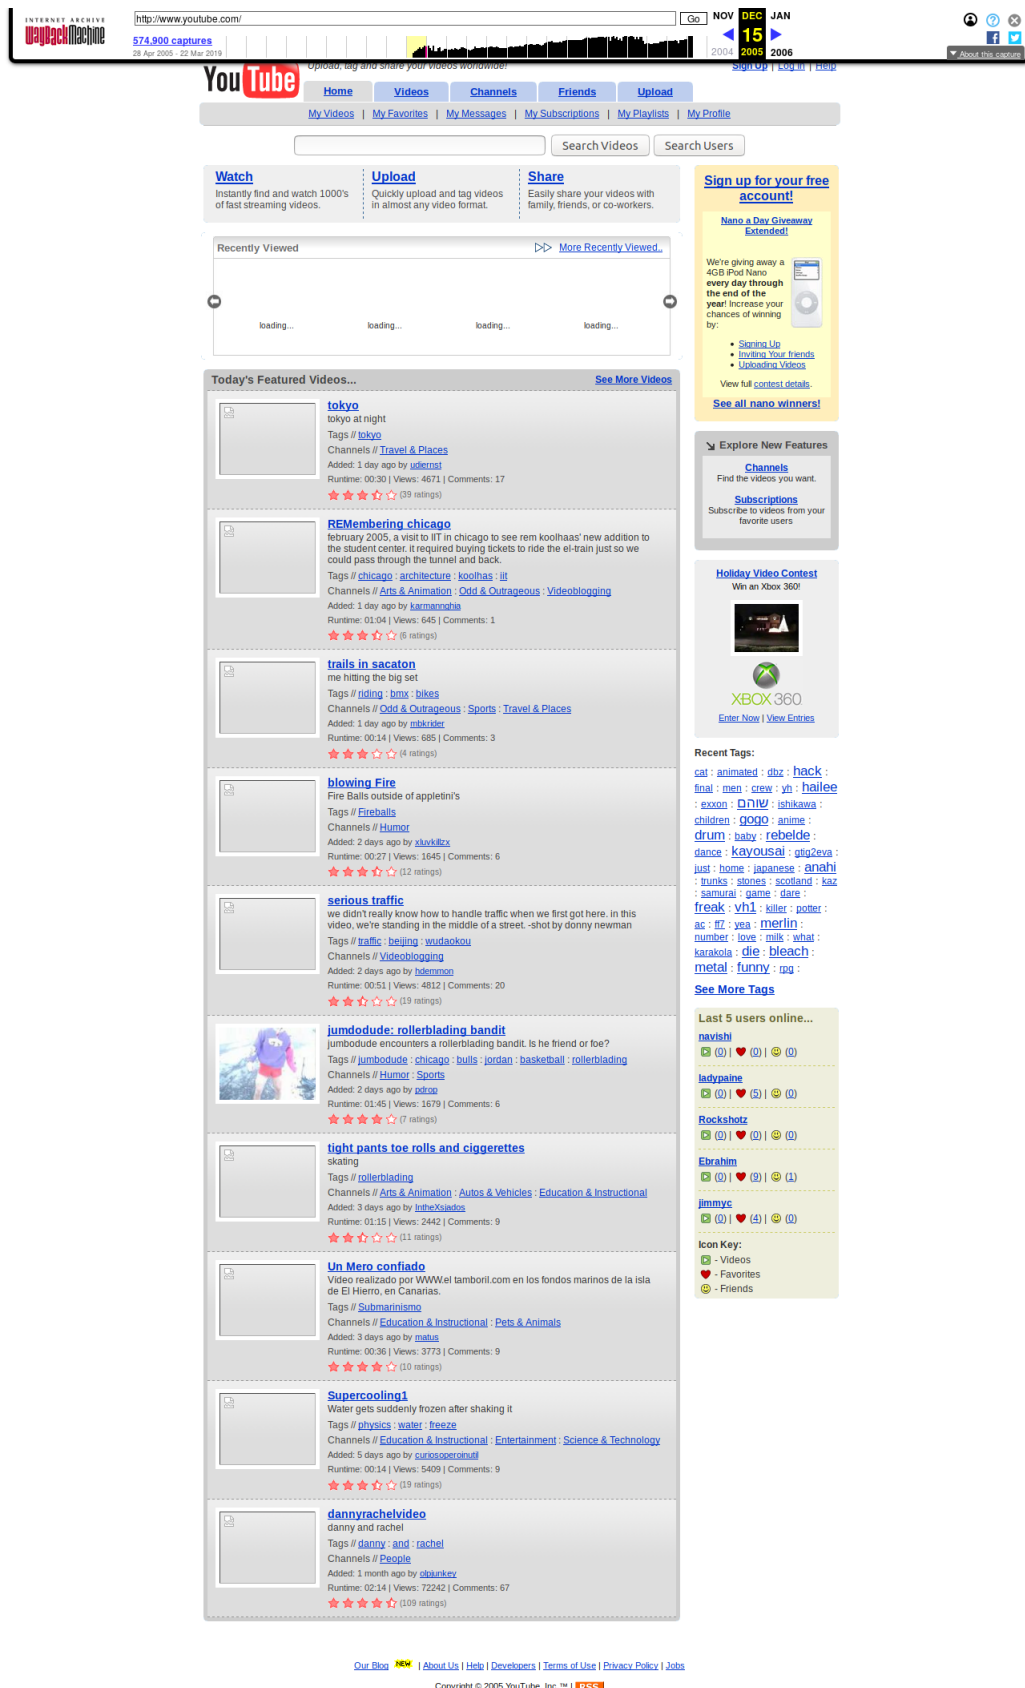 INTERNET ARCHIVE
WayBackMachine
http://www.youtube.com/
Go
NOV DEC JAN
574,900 captures
15
28 Apr 2005 - 22 Mar 2019
2004 2005 2006
About this capture
YouTube
Upload, tag and share your videos worldwide!
Sign Up | Log In | Help
Home Videos Channels Friends Upload
My Videos | My Favorites | My Messages | My Subscriptions | My Playlists | My Profile
Search Videos Search Users
Watch
Instantly find and watch 1000's
of fast streaming videos.
Upload
Quickly upload and tag videos
in almost any video format.
Share
Easily share your videos with
family, friends, or co-workers.
Recently Viewed
More Recently Viewed..
loading... loading... loading... loading...
Today's Featured Videos...
See More Videos
tokyo
tokyo at night
Tags // tokyo
Channels // Travel & Places
Added: 1 day ago by udiernst
Runtime: 00:30 | Views: 4671 | Comments: 17
(39 ratings)
REMembering chicago
february 2005, a visit to IIT in chicago to see rem koolhaas' new addition to
the student center. it required buying tickets to ride the el-train just so we
could pass through the tunnel and back.
Tags // chicago : architecture : koolhas : iit
Channels // Arts & Animation : Odd & Outrageous : Videoblogging
Added: 1 day ago by karmannghia
Runtime: 01:04 | Views: 645 | Comments: 1
(6 ratings)
trails in sacaton
me hitting the big set
Tags // riding : bmx : bikes
Channels // Odd & Outrageous : Sports : Travel & Places
Added: 1 day ago by mbkrider
Runtime: 00:14 | Views: 685 | Comments: 3
(4 ratings)
blowing Fire
Fire Balls outside of appletini's
Tags // Fireballs
Channels // Humor
Added: 2 days ago by xluvkillzx
Runtime: 00:27 | Views: 1645 | Comments: 6
(12 ratings)
serious traffic
we didn't really know how to handle traffic when we first got here. in this
video, we're standing in the middle of a street. -shot by donny newman
Tags // traffic : beijing : wudaokou
Channels // Videoblogging
Added: 2 days ago by hdemmon
Runtime: 00:51 | Views: 4812 | Comments: 20
(19 ratings)
jumdodude: rollerblading bandit
jumbodude encounters a rollerblading bandit. Is he friend or foe?
Tags // jumbodude : chicago : bulls : jordan : basketball : rollerblading
Channels // Humor : Sports
Added: 2 days ago by pdrop
Runtime: 01:45 | Views: 1679 | Comments: 6
(7 ratings)
tight pants toe rolls and ciggerettes
skating
Tags // rollerblading
Channels // Arts & Animation : Autos & Vehicles : Education & Instructional
Added: 3 days ago by IntheXsjados
Runtime: 01:15 | Views: 2442 | Comments: 9
(11 ratings)
Un Mero confiado
Vídeo realizado por WWW.el tamboril.com en los fondos marinos de la isla
de El Hierro, en Canarias.
Tags // Submarinismo
Channels // Education & Instructional : Pets & Animals
Added: 3 days ago by matus
Runtime: 00:36 | Views: 3773 | Comments: 9
(10 ratings)
Supercooling1
Water gets suddenly frozen after shaking it
Tags // physics : water : freeze
Channels // Education & Instructional : Entertainment : Science & Technology
Added: 5 days ago by curiosoperoinutil
Runtime: 00:14 | Views: 5409 | Comments: 9
(19 ratings)
dannyrachelvideo
danny and rachel
Tags // danny : and : rachel
Channels // People
Added: 1 month ago by olpjunkey
Runtime: 02:14 | Views: 72242 | Comments: 67
(109 ratings)
Sign up for your free
account!
Nano a Day Giveaway
Extended!
We're giving away a
4GB iPod Nano
every day through
the end of the
year! Increase your
chances of winning
by:
Signing Up
Inviting Your friends
Uploading Videos
View full contest details.
See all nano winners!
Explore New Features
Channels
Find the videos you want.
Subscriptions
Subscribe to videos from your
favorite users
Holiday Video Contest
Win an Xbox 360!
XBOX 360
Enter Now | View Entries
Recent Tags:
cat : animated : dbz : hack :
final : men : crew : yh : hailee
: exxon : שוהם : ishikawa :
children : gogo : anime :
drum : baby : rebelde :
dance : kayousai : gtig2eva :
just : home : japanese : anahi
: trunks : stones : scotland : kaz
: samurai : game : dare :
freak : vh1 : killer : potter :
ac : ff7 : yea : merlin :
number : love : milk : what :
karakola : die : bleach :
metal : funny : rpg :
See More Tags
Last 5 users online...
navishi
(0) | (0) | (0)
ladypaine
(0) | (5) | (0)
Rockshotz
(0) | (0) | (0)
Ebrahim
(0) | (9) | (1)
jimmyc
(0) | (4) | (0)
Icon Key:
- Videos
- Favorites
- Friends
Our Blog NEW | About Us | Help | Developers | Terms of Use | Privacy Policy | Jobs
Copyright © 2005 YouTube, Inc.™ | RSS